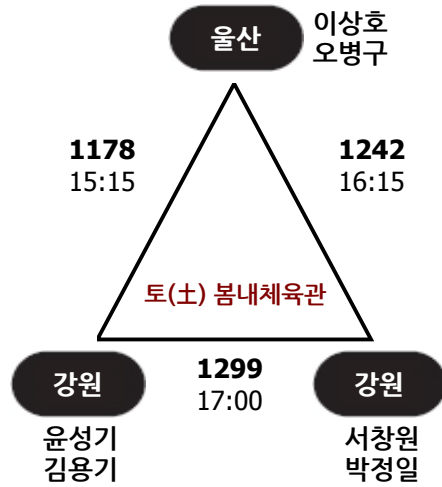 울산
이상호
오병구
1178
15:15
1242
16:15
토(土) 봄내체육관
강원
1299
17:00
강원
윤성기
김용기
서창원
박정일